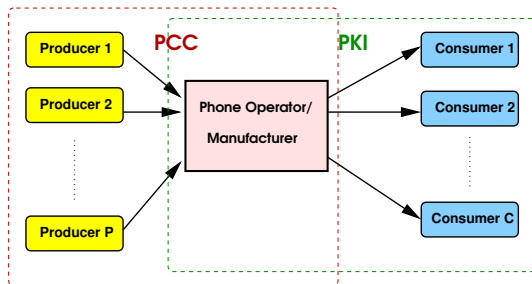 PCC
PKI
Producer 1
Producer 2
Producer P
Phone Operator/
Manufacturer
Consumer 1
Consumer 2
Consumer C